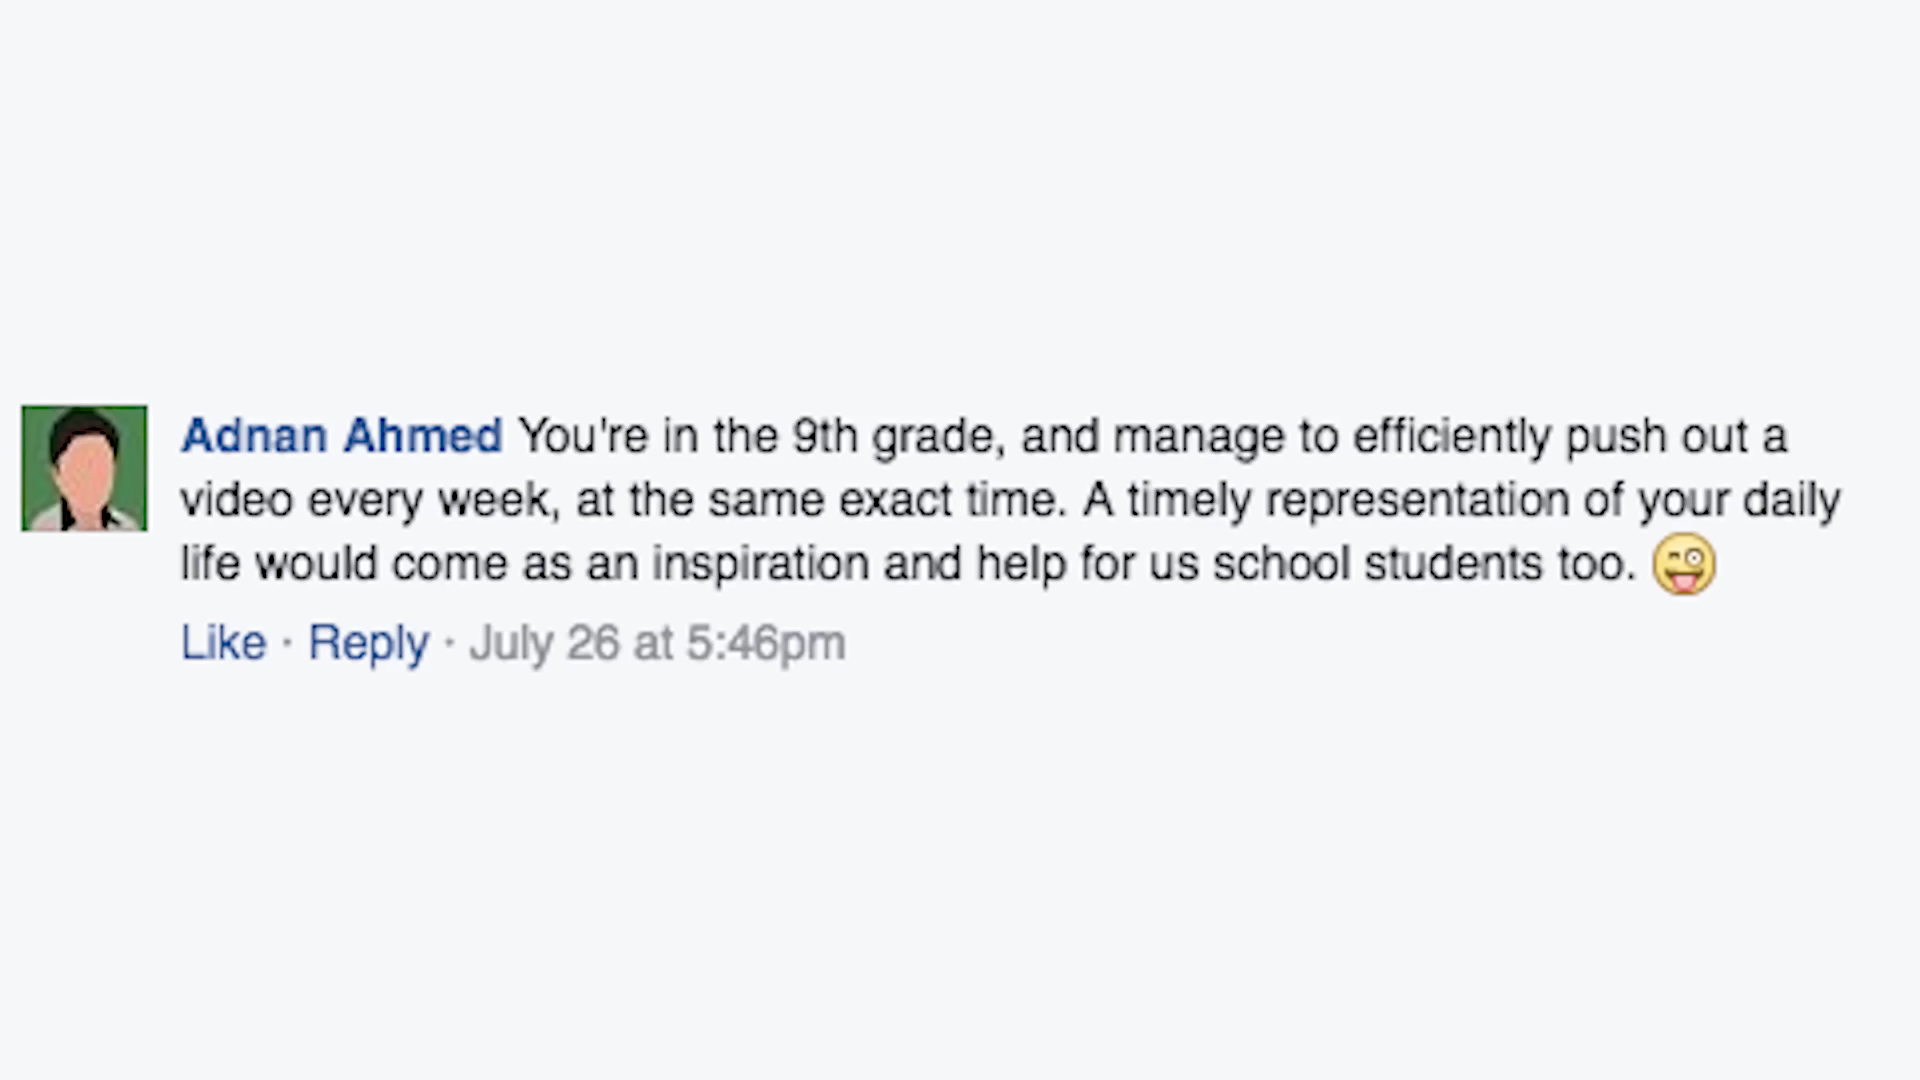 Adnan Ahmed You're in the 9th grade, and manage to efficiently push out a
video every week, at the same exact time. A timely representation of your daily
life would come as an inspiration and help for us school students too. 😜
Like · Reply · July 26 at 5:46pm